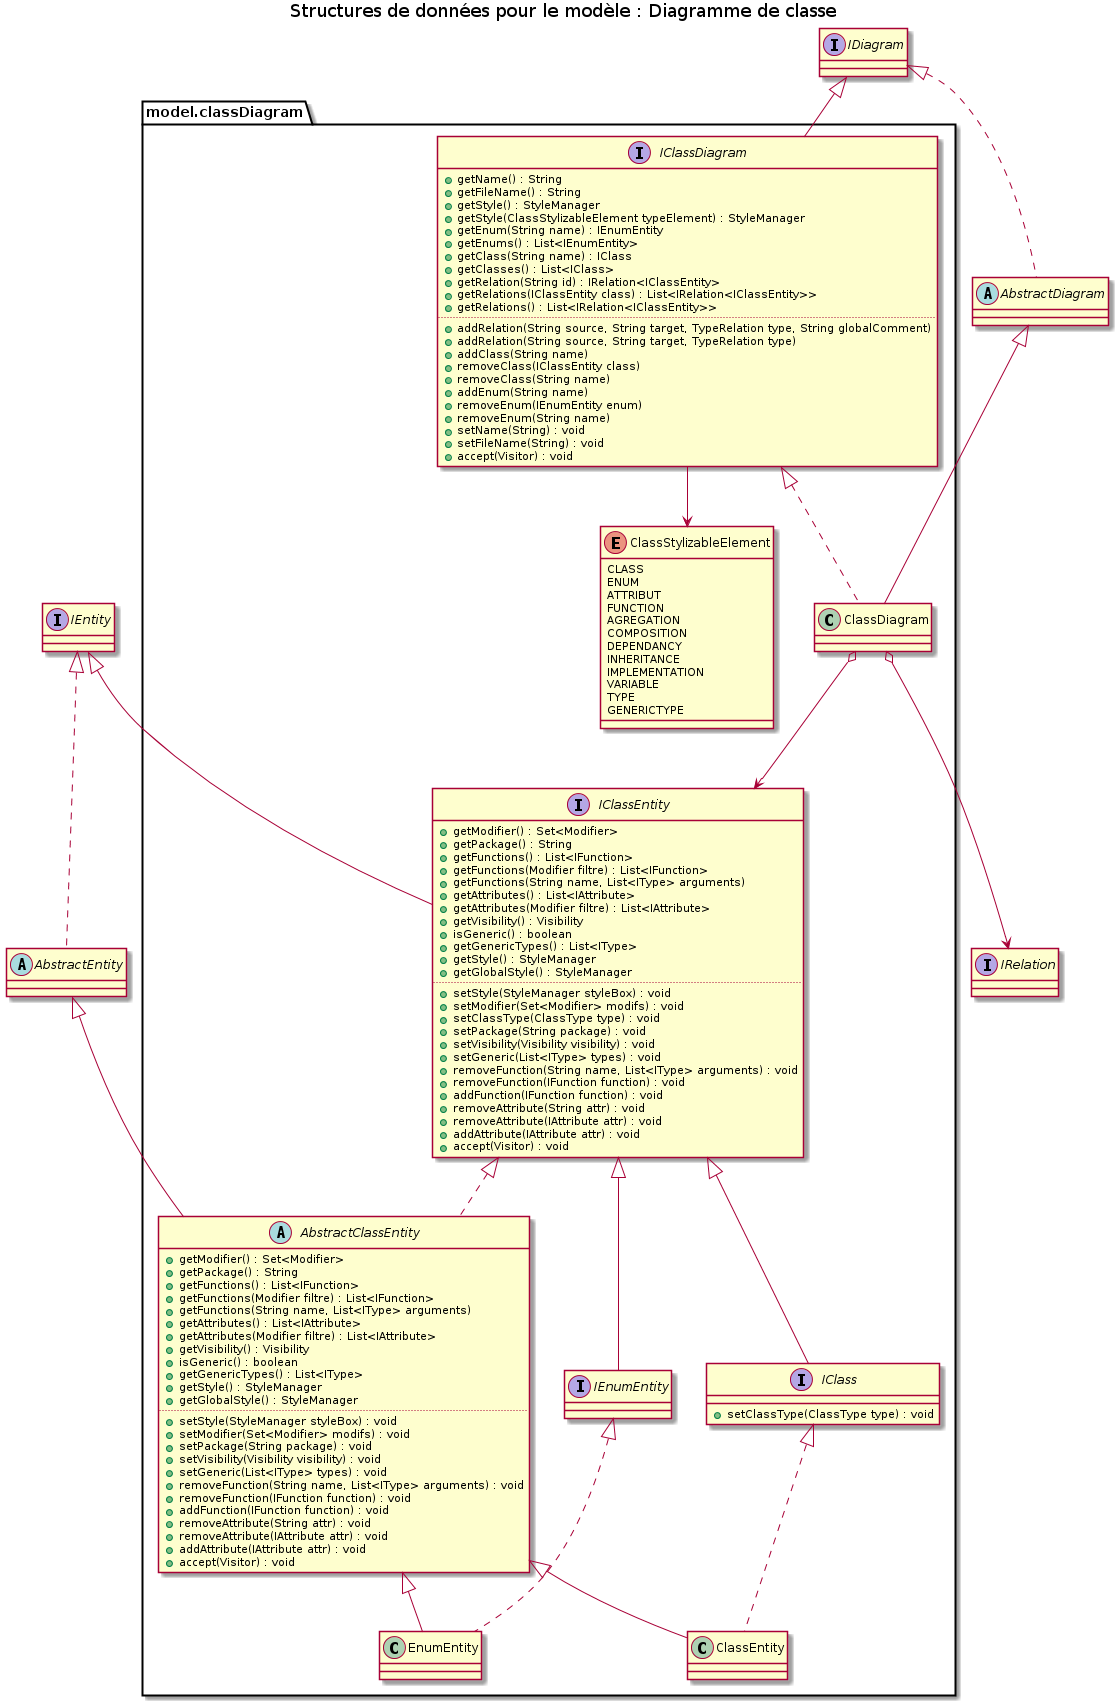 Structures de données pour le modèle : Diagramme de classe
I IDiagram
model.classDiagram
I IClassDiagram
getName() : String
getFileName() : String
getStyle() : StyleManager
getStyle(ClassStylizableElement typeElement) : StyleManager
getEnum(String name) : IEnumEntity
getEnums() : List<IEnumEntity>
getClass(String name) : IClass
getClasses() : List<IClass>
getRelation(String id) : IRelation<IClassEntity>
getRelations(IClassEntity class) : List<IRelation<IClassEntity>>
getRelations() : List<IRelation<IClassEntity>>
addRelation(String source, String target, TypeRelation type, String globalComment)
addRelation(String source, String target, TypeRelation type)
addClass(String name)
removeClass(IClassEntity class)
removeClass(String name)
addEnum(String name)
removeEnum(IEnumEntity enum)
removeEnum(String name)
setName(String) : void
setFileName(String) : void
accept(Visitor) : void
A AbstractDiagram
E ClassStylizableElement
CLASS
ENUM
ATTRIBUT
FUNCTION
AGREGATION
COMPOSITION
DEPENDANCY
INHERITANCE
IMPLEMENTATION
VARIABLE
TYPE
GENERICTYPE
C ClassDiagram
I IEntity
I IClassEntity
getModifier() : Set<Modifier>
getPackage() : String
getFunctions() : List<IFunction>
getFunctions(Modifier filtre) : List<IFunction>
getFunctions(String name, List<IType> arguments)
getAttributes() : List<IAttribute>
getAttributes(Modifier filtre) : List<IAttribute>
getVisibility() : Visibility
isGeneric() : boolean
getGenericTypes() : List<IType>
getStyle() : StyleManager
getGlobalStyle() : StyleManager
setStyle(StyleManager styleBox) : void
setModifier(Set<Modifier> modifs) : void
setClassType(ClassType type) : void
setPackage(String package) : void
setVisibility(Visibility visibility) : void
setGeneric(List<IType> types) : void
removeFunction(String name, List<IType> arguments) : void
removeFunction(IFunction function) : void
addFunction(IFunction function) : void
removeAttribute(String attr) : void
removeAttribute(IAttribute attr) : void
addAttribute(IAttribute attr) : void
accept(Visitor) : void
A AbstractEntity
I IRelation
A AbstractClassEntity
getModifier() : Set<Modifier>
getPackage() : String
getFunctions() : List<IFunction>
getFunctions(Modifier filtre) : List<IFunction>
getFunctions(String name, List<IType> arguments)
getAttributes() : List<IAttribute>
getAttributes(Modifier filtre) : List<IAttribute>
getVisibility() : Visibility
isGeneric() : boolean
getGenericTypes() : List<IType>
getStyle() : StyleManager
getGlobalStyle() : StyleManager
setStyle(StyleManager styleBox) : void
setModifier(Set<Modifier> modifs) : void
setPackage(String package) : void
setVisibility(Visibility visibility) : void
setGeneric(List<IType> types) : void
removeFunction(String name, List<IType> arguments) : void
removeFunction(IFunction function) : void
addFunction(IFunction function) : void
removeAttribute(String attr) : void
removeAttribute(IAttribute attr) : void
addAttribute(IAttribute attr) : void
accept(Visitor) : void
I IEnumEntity
I IClass
setClassType(ClassType type) : void
C EnumEntity
C ClassEntity